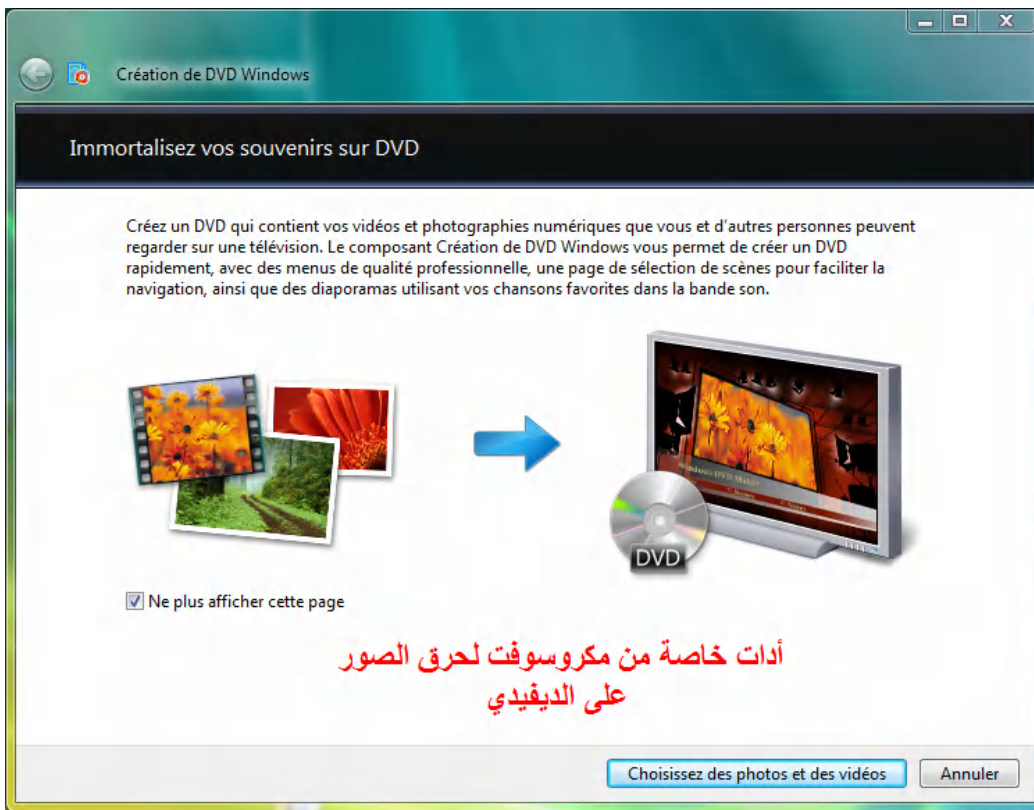 Création de DVD Windows
Immortalisez vos souvenirs sur DVD
Créez un DVD qui contient vos vidéos et photographies numériques que vous et d'autres personnes peuvent
regarder sur une télévision. Le composant Création de DVD Windows vous permet de créer un DVD
rapidement, avec des menus de qualité professionnelle, une page de sélection de scènes pour faciliter la
navigation, ainsi que des diaporamas utilisant vos chansons favorites dans la bande son.
Windows DVD Maker
DVD
Ne plus afficher cette page
أدات خاصة من مكروسوفت لحرق الصور
على الديفيدي
Choisissez des photos et des vidéos
Annuler